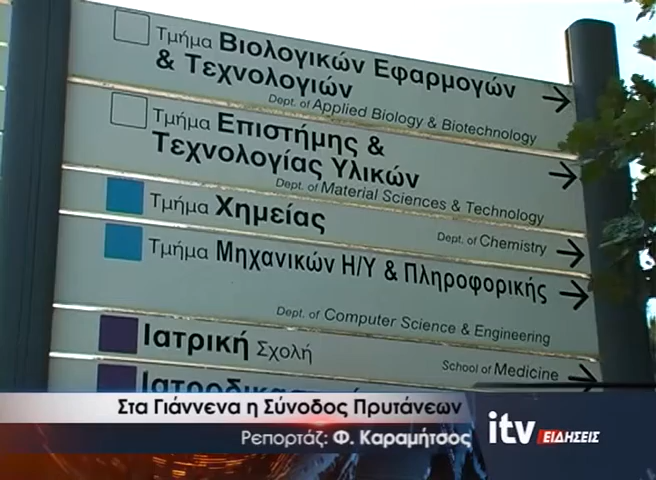 Τμήμα Βιολογικών Εφαρμογών
& Τεχνολογιών
Dept. of Applied Biology & Biotechnology
Τμήμα Επιστήμης &
Τεχνολογίας Υλικών
Dept. of Material Sciences & Technology
Τμήμα Χημείας
Dept. of Chemistry
Τμήμα Μηχανικών Η/Υ & Πληροφορικής
Dept. of Computer Science & Engineering
Ιατρική Σχολή
School of Medicine
Στα Γιάννενα η Σύνοδος Πρυτάνεων
Ρεπορτάζ: Φ. Καραμήτσος
itv ΕΙΔΗΣΕΙΣ